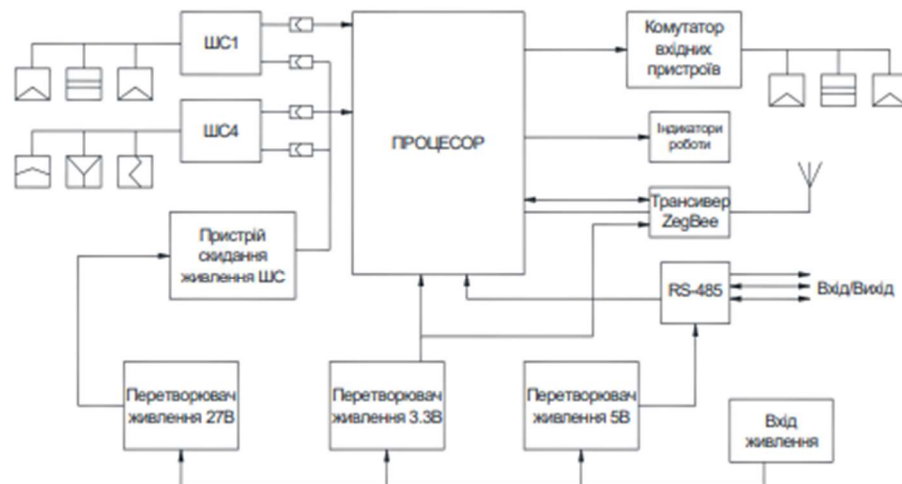 ШС1
ШС4
ПРОЦЕСОР
Комутатор
вхідних
пристроїв
Індикатори
роботи
Трансивер
ZegBee
Пристрій
скидання
живлення ШС
RS-485
Вхід/Вихід
Перетворювач
живлення 27В
Перетворювач
живлення 3.3В
Перетворювач
живлення 5В
Вхід
живлення